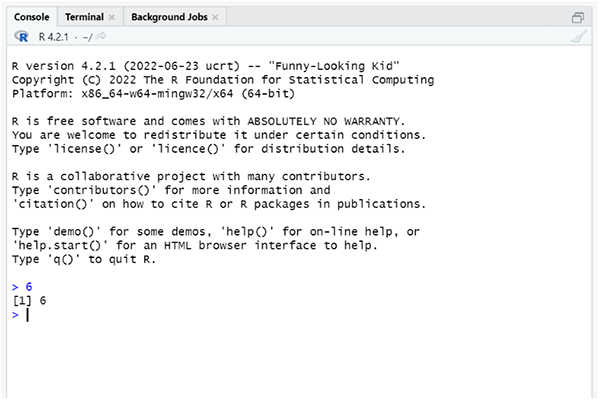 Console Terminal × Background Jobs ×
R R 4.2.1 · ~/
R version 4.2.1 (2022-06-23 ucrt) -- "Funny-Looking Kid"
Copyright (C) 2022 The R Foundation for Statistical Computing
Platform: x86_64-w64-mingw32/x64 (64-bit)
R is free software and comes with ABSOLUTELY NO WARRANTY.
You are welcome to redistribute it under certain conditions.
Type 'license()' or 'licence()' for distribution details.
R is a collaborative project with many contributors.
Type 'contributors()' for more information and
'citation()' on how to cite R or R packages in publications.
Type 'demo()' for some demos, 'help()' for on-line help, or
'help.start()' for an HTML browser interface to help.
Type 'q()' to quit R.
> 6
[1] 6
>